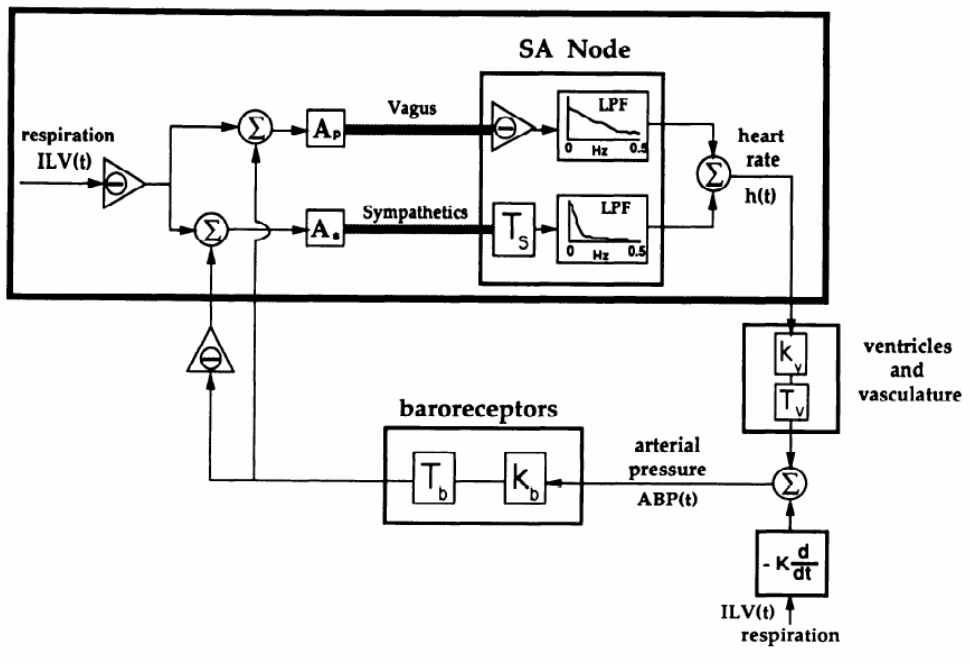 SA Node
respiration
ILV(t)
⊖
Σ
A_p
Vagus
⊖
LPF
0 Hz 0.5
Σ
heart
rate
h(t)
Σ
A_s
Sympathetics
T_s
LPF
0 Hz 0.5
⊖
k_v
T_v
ventricles
and
vasculature
baroreceptors
T_b
K_b
arterial
pressure
ABP(t)
Σ
- K d/dt
ILV(t)
respiration